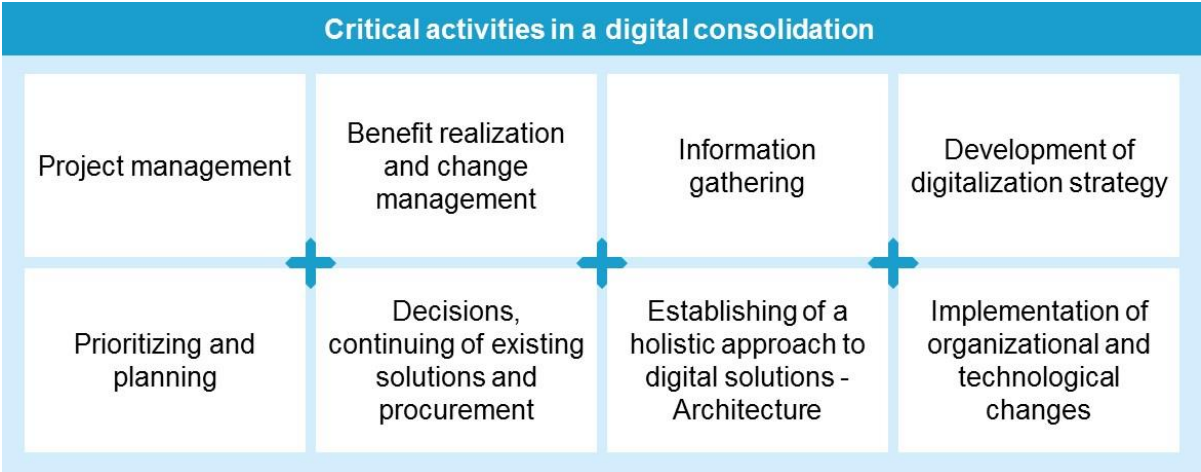 Critical activities in a digital consolidation
Project management
Benefit realization
and change
management
Information
gathering
Development of
digitalization strategy
Prioritizing and
planning
Decisions,
continuing of existing
solutions and
procurement
Establishing of a
holistic approach to
digital solutions -
Architecture
Implementation of
organizational and
technological
changes